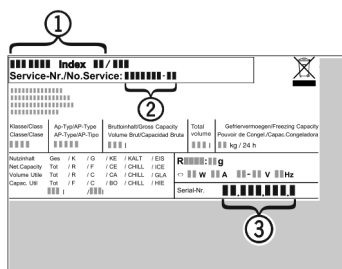 1
Index /
Service-Nr./No.Service: -
2
Klasse/Class
Classe/Clase
Ap-Typ/AP-Type
AP-Type/AP-Tipo
Bruttoinhalt/Gross Capacity
Volume Brut/Capacidad Bruta
l
Total
volume
l
Gefriervermoegen/Freezing Capacity
Pouvoir de Congel./Capac.Congeladora
kg / 24 h
Nutzinhalt Ges / K / G / KE / KALT / EIS
Net.Capacity Tot / R / F / CE / CHILL / ICE
Volume Utile Tot / R / C / CA / CHILL / GLA
Capac. Util Tot / F / C / BO / CHILL / HIE
l / l
R : g
W A - V Hz
Serial-Nr. . . .
3